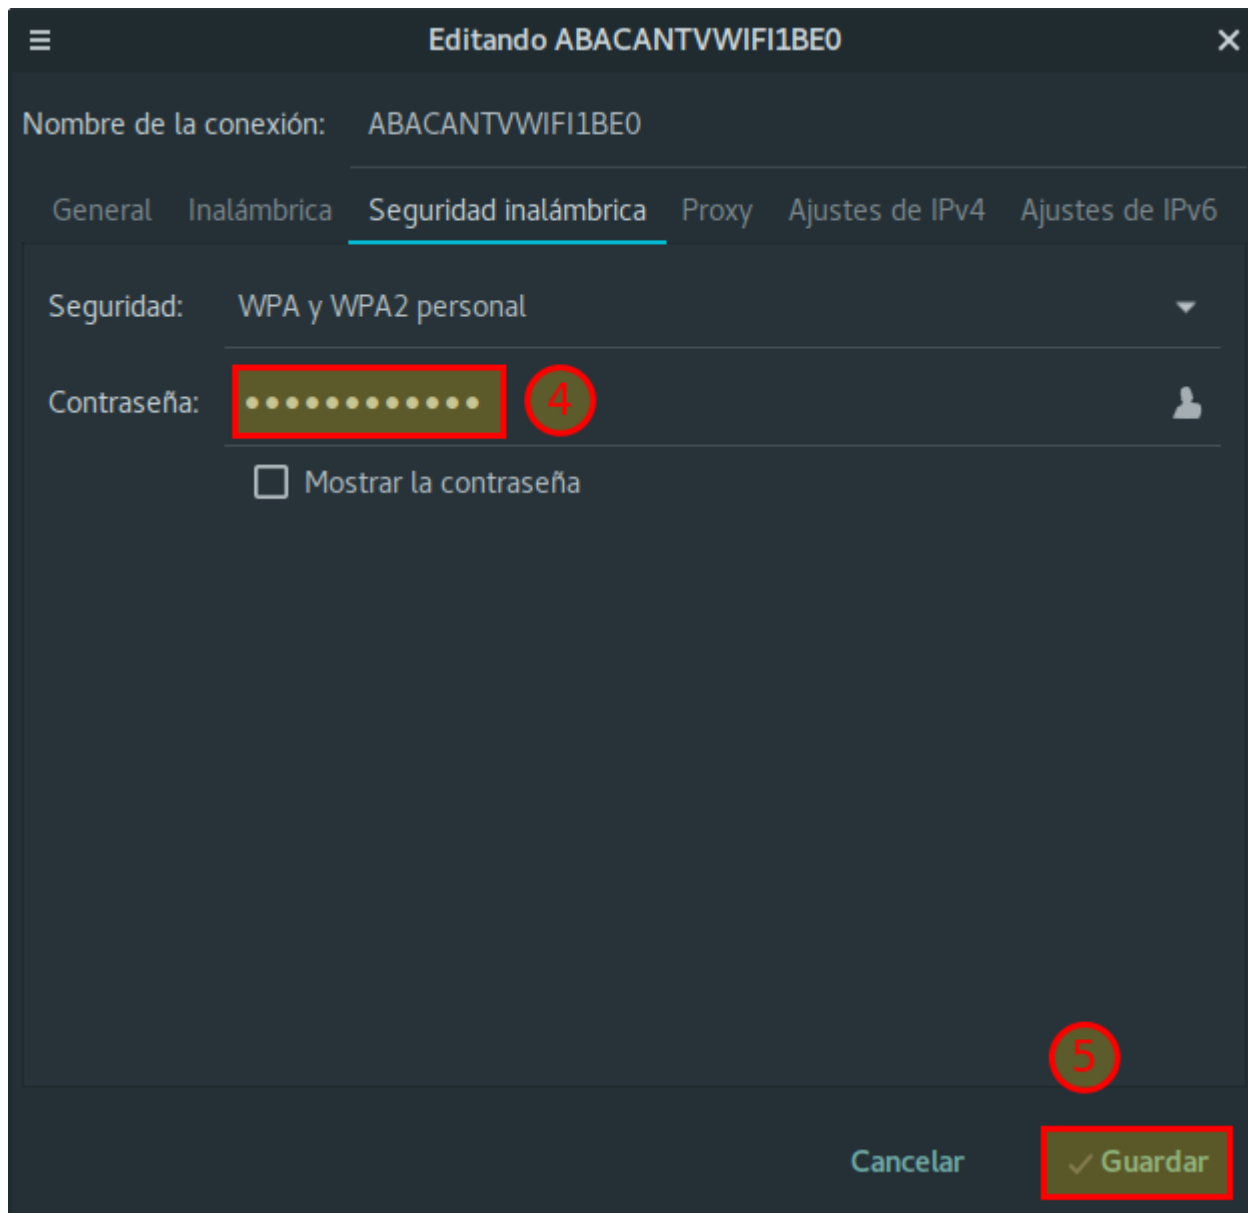 Editando ABACANTVWIFI1BE0
Nombre de la conexión: ABACANTVWIFI1BE0
General Inalámbrica Seguridad inalámbrica Proxy Ajustes de IPv4 Ajustes de IPv6
Seguridad: WPA y WPA2 personal
Contraseña: ●●●●●●●●●●●● 4
Mostrar la contraseña
5
Cancelar Guardar